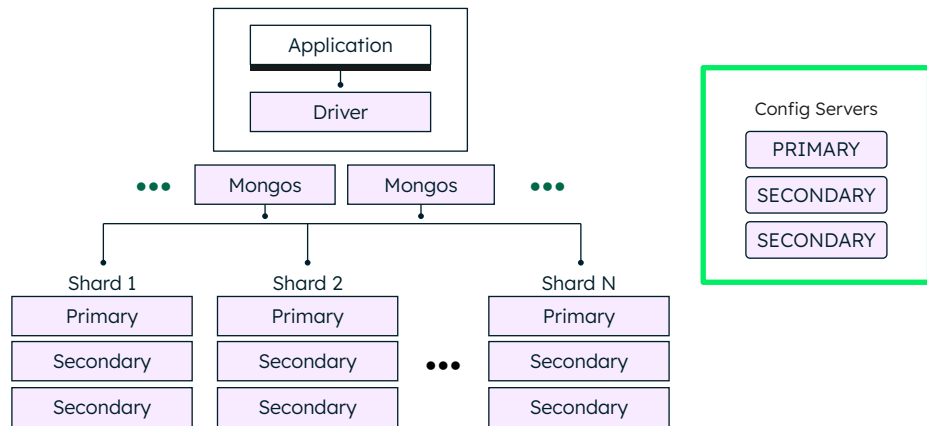 Application
Driver
Config Servers
PRIMARY
SECONDARY
SECONDARY
Mongos
Mongos
Shard 1
Primary
Secondary
Secondary
Shard 2
Primary
Secondary
Secondary
Shard N
Primary
Secondary
Secondary